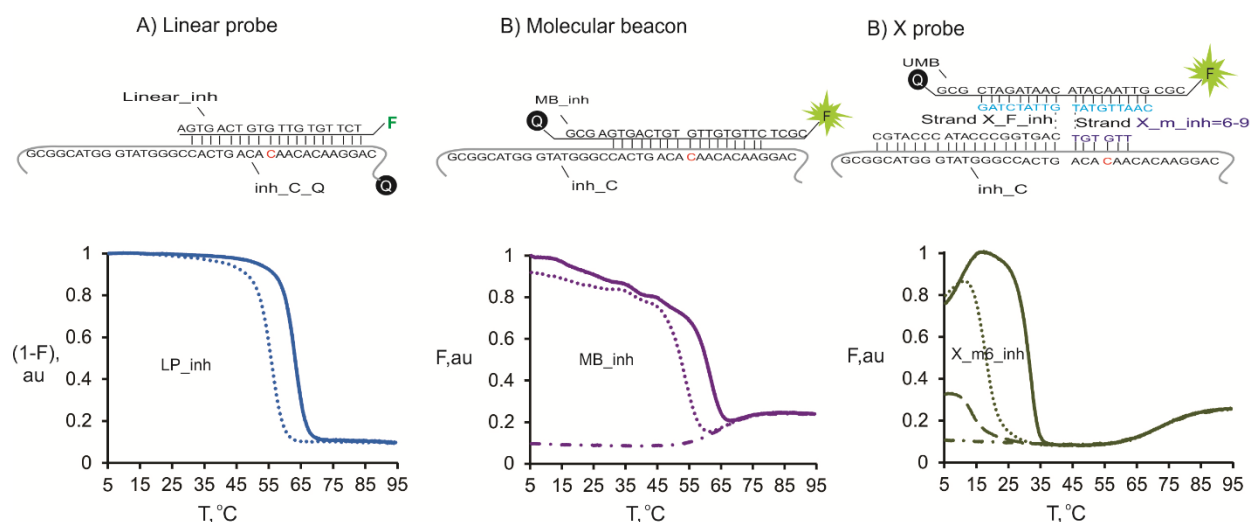 A) Linear probe
Linear_inh
AGTG ACT GTG TTG TGT TCT
F
GCGGCATGG GTATGGGCCACTG ACA CAACACAAGGAC
inh_C_Q
Q
(1-F),
au
1
0.8
0.6
0.4
0.2
0
LP_inh
5 15 25 35 45 55 65 75 85 95
T, °C
B) Molecular beacon
Q
MB_inh
F
GCG AGTGACTGT GTTGTGTTC TCGC
GCGGCATGG GTATGGGCCACTG ACA CAACACAAGGAC
inh_C
F,au
1
0.8
0.6
0.4
0.2
0
MB_inh
5 15 25 35 45 55 65 75 85 95
T, °C
B) X probe
UMB
Q
F
GCG CTAGATAAC ATACAATTG CGC
GATCTATTG TATGTTAAC
Strand X_F_inh
Strand X_m_inh=6-9
CGTACCC ATACCCGGTGAC TGT GTT
GCGGCATGG GTATGGGCCACTG ACA CAACACAAGGAC
inh_C
F,au
1
0.8
0.6
0.4
0.2
0
X_m6_inh
5 15 25 35 45 55 65 75 85 95
T, °C